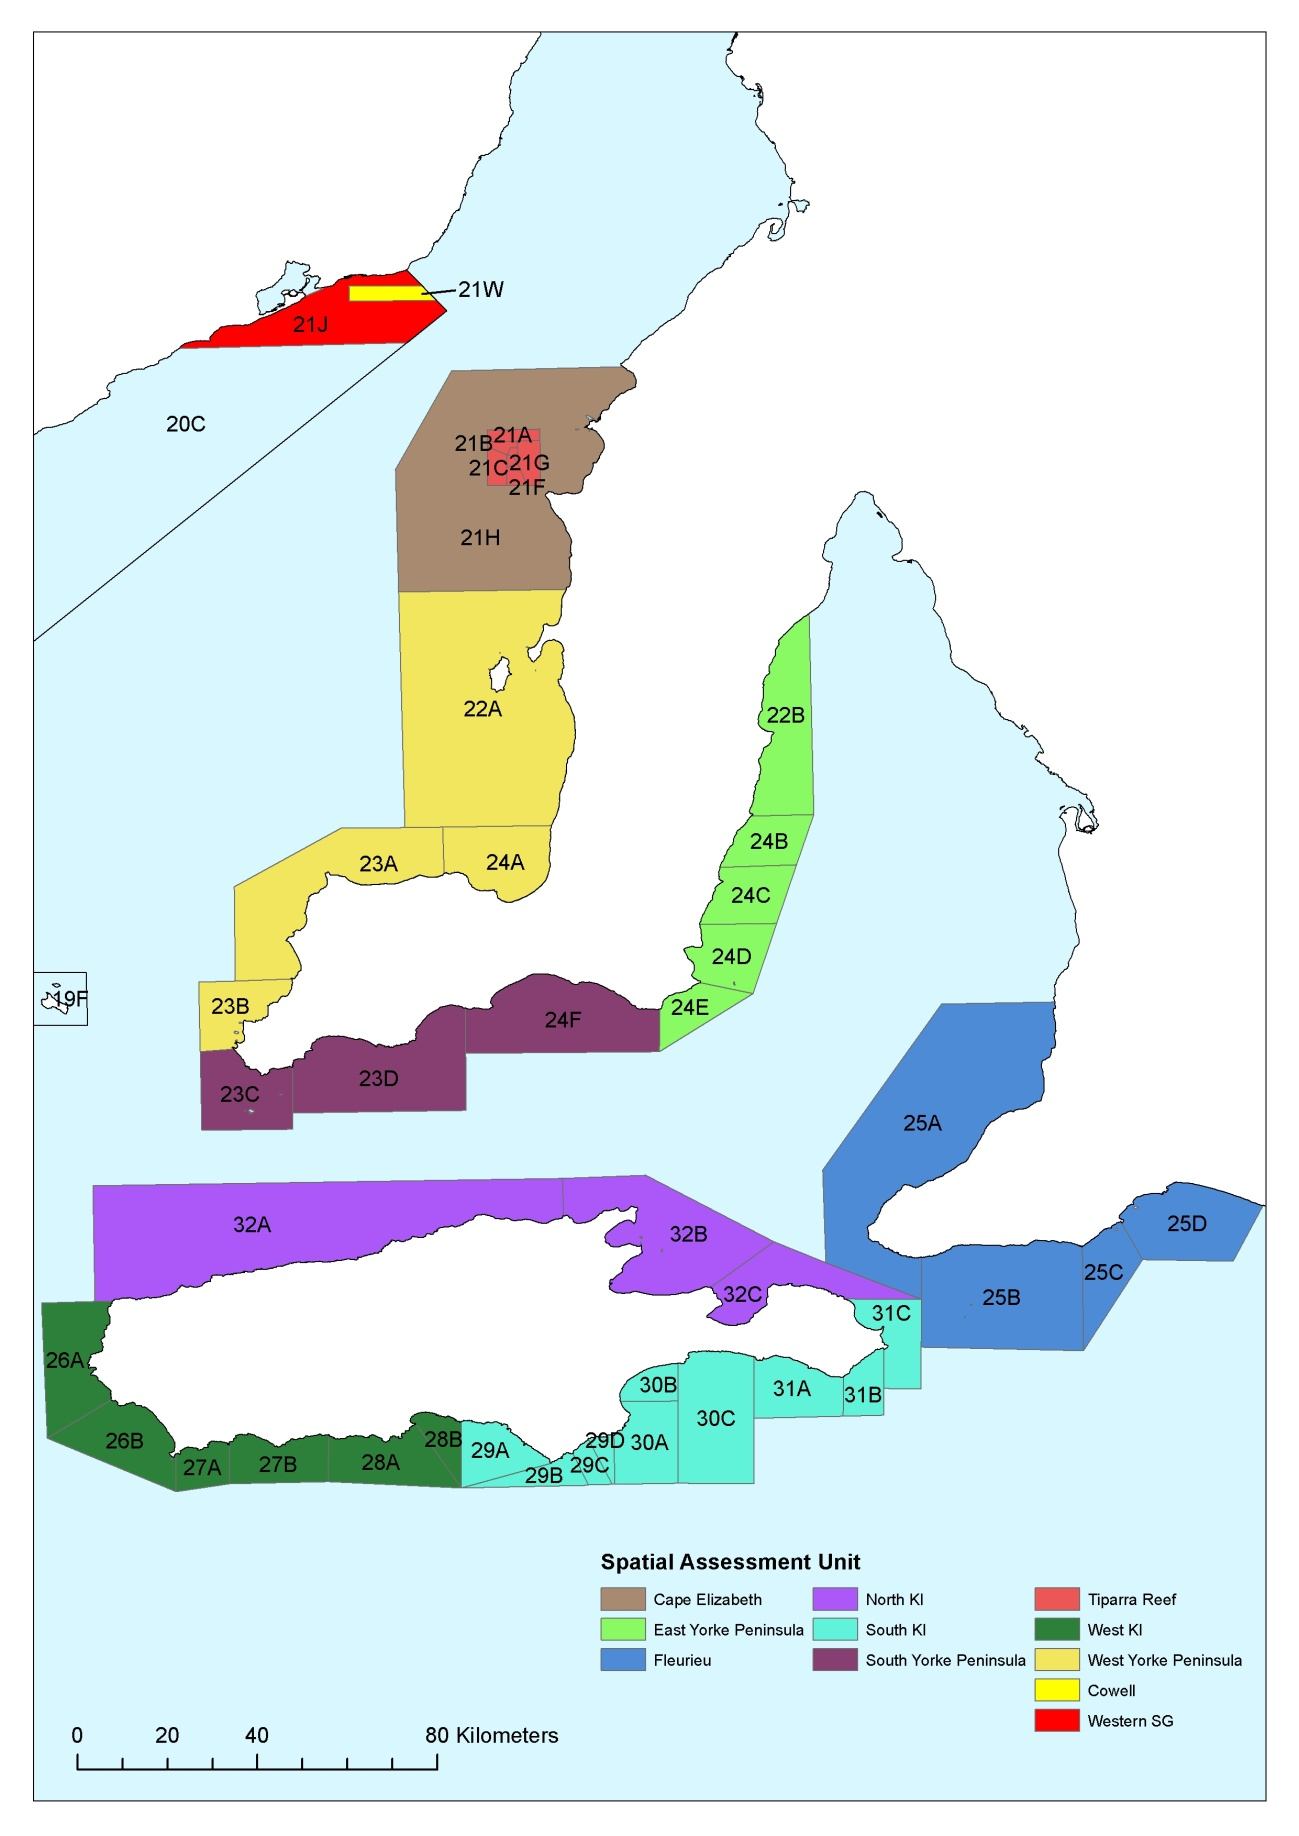 21W
21J
20C
21A
21B
21G
21C
21F
21H
22A
22B
24B
23A
24A
24C
24D
19F
23B
24E
24F
23D
23C
25A
32A
25D
32B
25C
32C
25B
31C
26A
30B
31A
31B
30C
26B
28B
29D
30A
29A
27A
27B
28A
29C
29B
Spatial Assessment Unit
Cape Elizabeth
North KI
Tiparra Reef
East Yorke Peninsula
South KI
West KI
Fleurieu
South Yorke Peninsula
West Yorke Peninsula
Cowell
Western SG
0 20 40 80 Kilometers